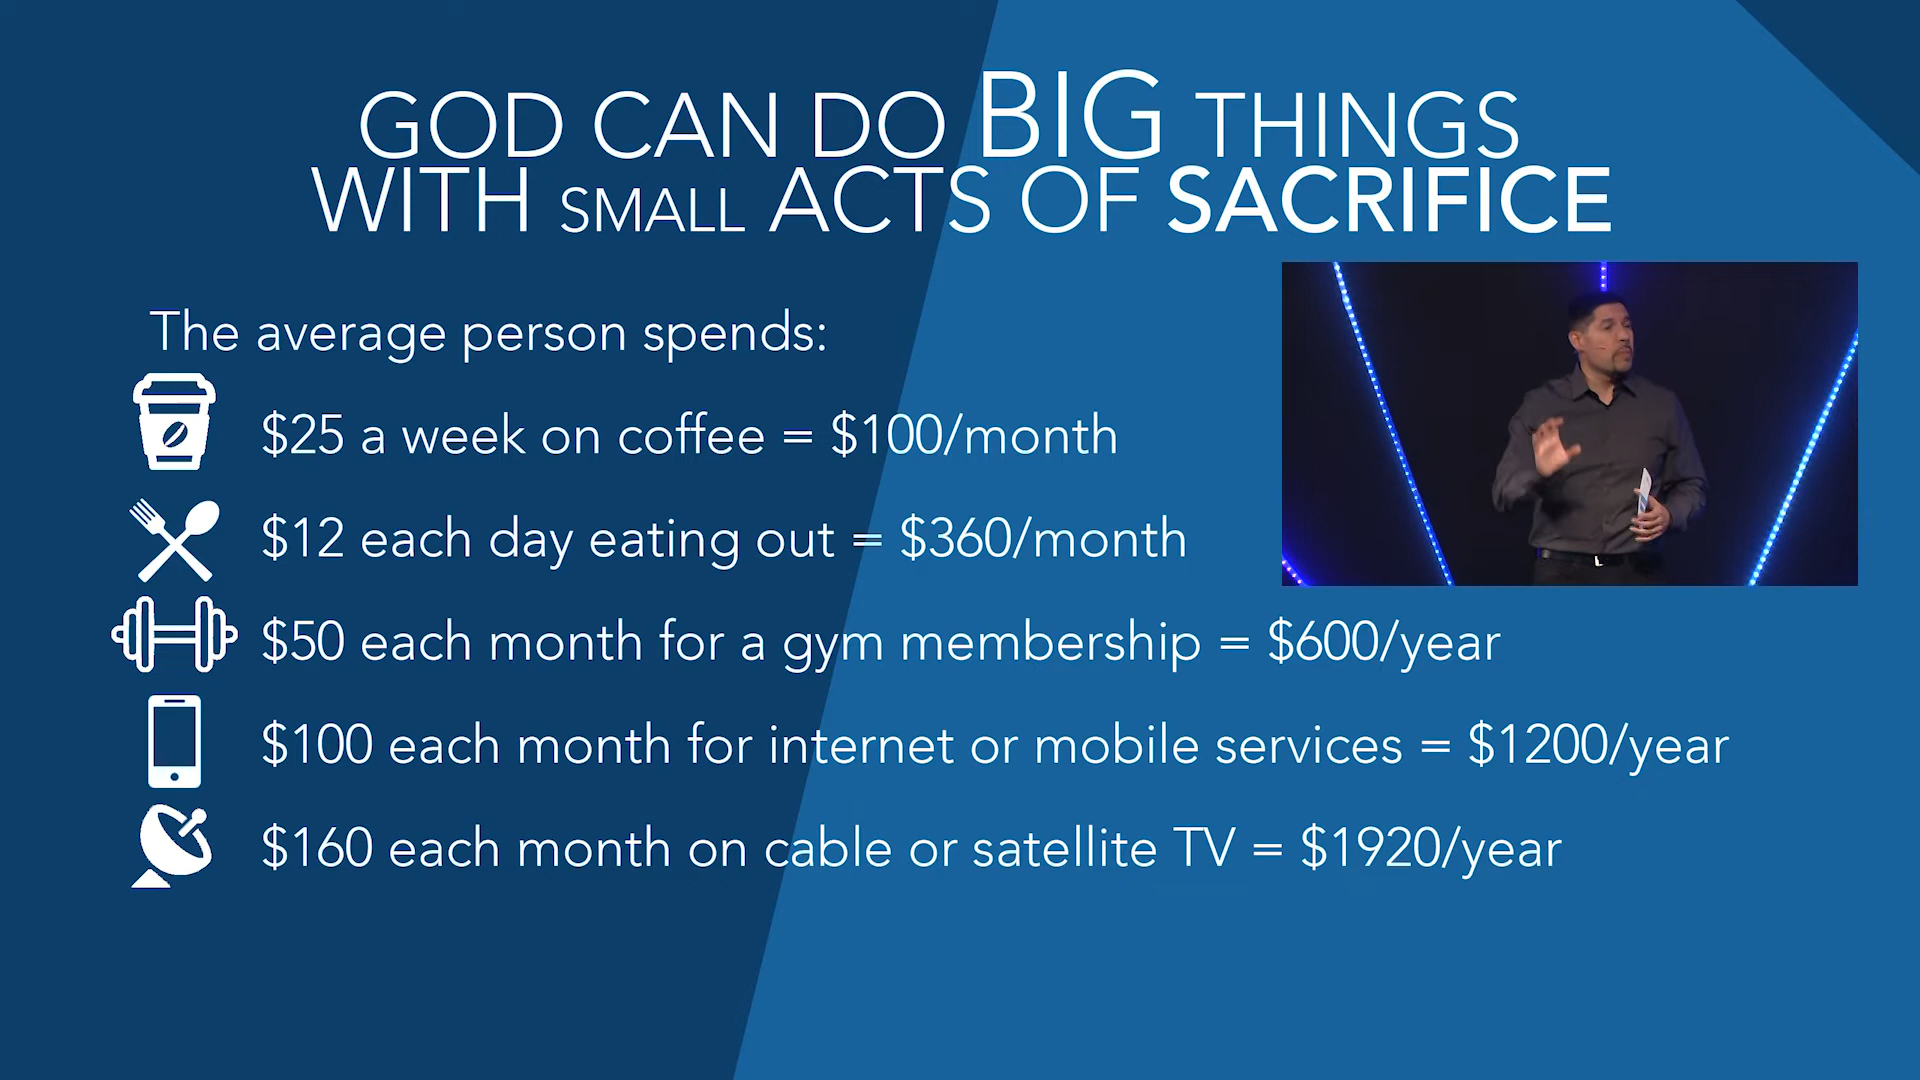 GOD CAN DO BIG THINGS
WITH SMALL ACTS OF SACRIFICE
The average person spends:
$25 a week on coffee = $100/month
$12 each day eating out = $360/month
$50 each month for a gym membership = $600/year
$100 each month for internet or mobile services = $1200/year
$160 each month on cable or satellite TV = $1920/year